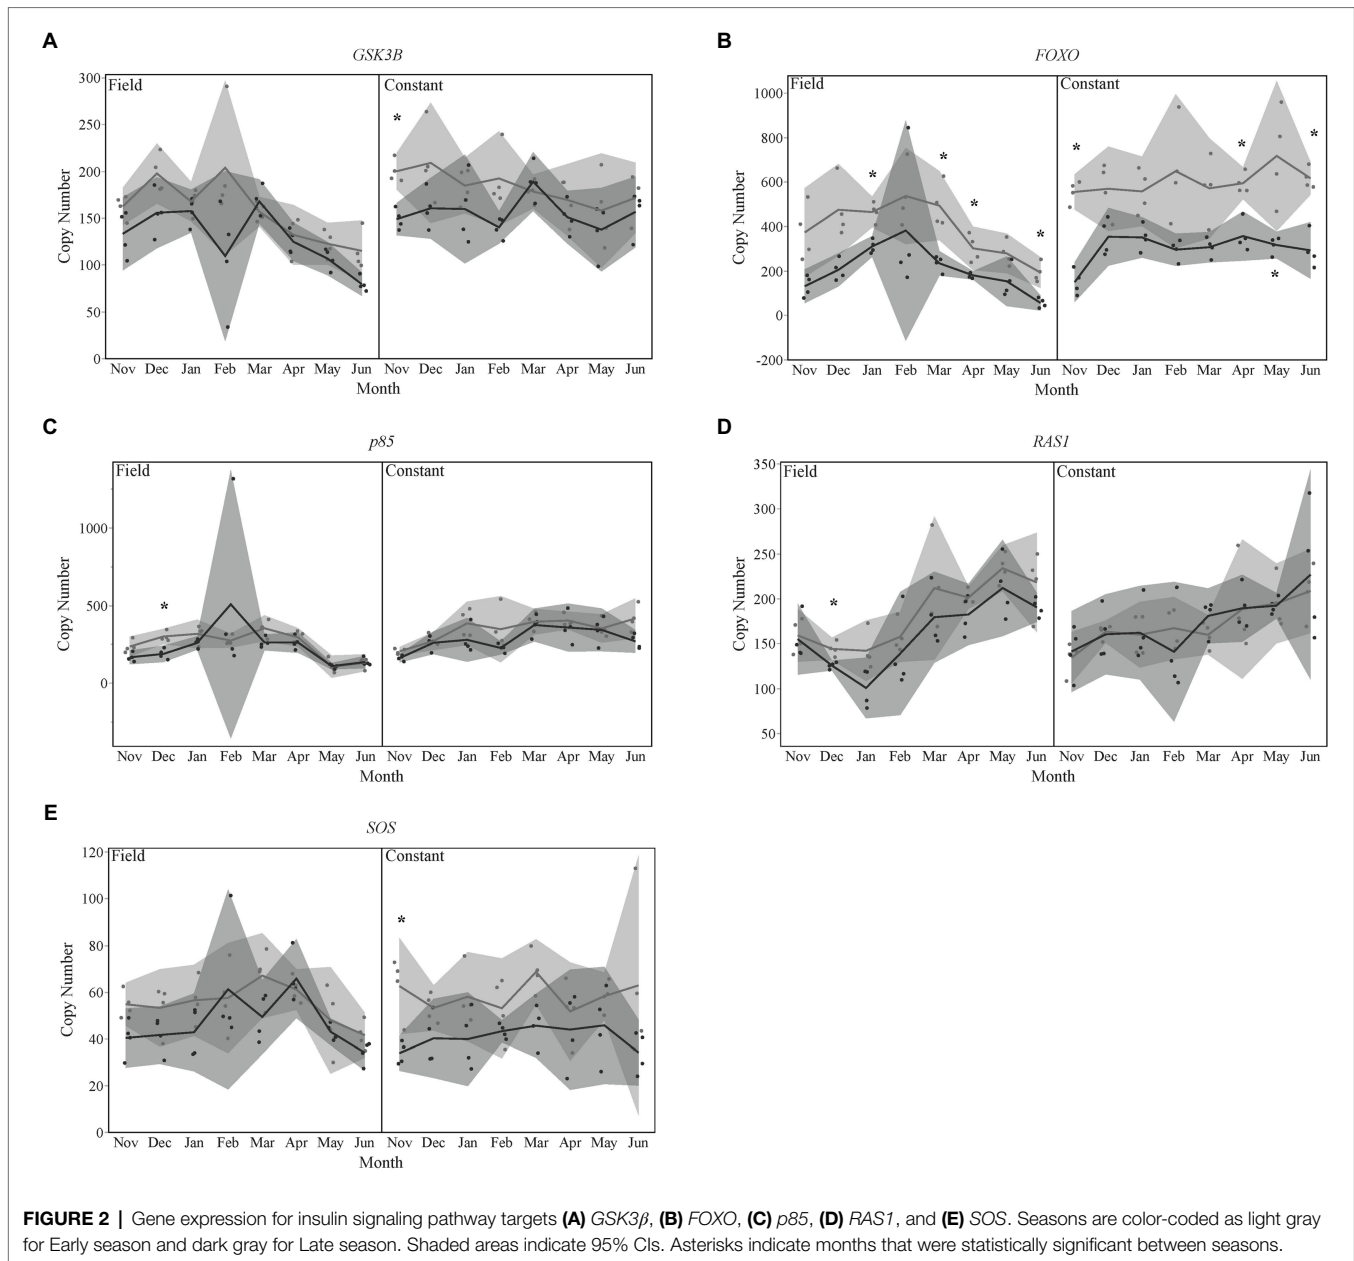 A
GSK3B
Field
Constant
*
300
250
200
150
100
50
0
Copy Number
Nov Dec Jan Feb Mar Apr May Jun
Nov Dec Jan Feb Mar Apr May Jun
Month
B
FOXO
Field
Constant
* * * * * * * *
1000
800
600
400
200
0
-200
Copy Number
Nov Dec Jan Feb Mar Apr May Jun
Nov Dec Jan Feb Mar Apr May Jun
Month
C
p85
Field
Constant
*
1000
500
0
Copy Number
Nov Dec Jan Feb Mar Apr May Jun
Nov Dec Jan Feb Mar Apr May Jun
Month
D
RAS1
Field
Constant
*
350
300
250
200
150
100
50
Copy Number
Nov Dec Jan Feb Mar Apr May Jun
Nov Dec Jan Feb Mar Apr May Jun
Month
E
SOS
Field
Constant
*
120
100
80
60
40
20
0
Copy Number
Nov Dec Jan Feb Mar Apr May Jun
Nov Dec Jan Feb Mar Apr May Jun
Month
FIGURE 2 | Gene expression for insulin signaling pathway targets (A) GSK3β, (B) FOXO, (C) p85, (D) RAS1, and (E) SOS. Seasons are color-coded as light gray
for Early season and dark gray for Late season. Shaded areas indicate 95% CIs. Asterisks indicate months that were statistically significant between seasons.